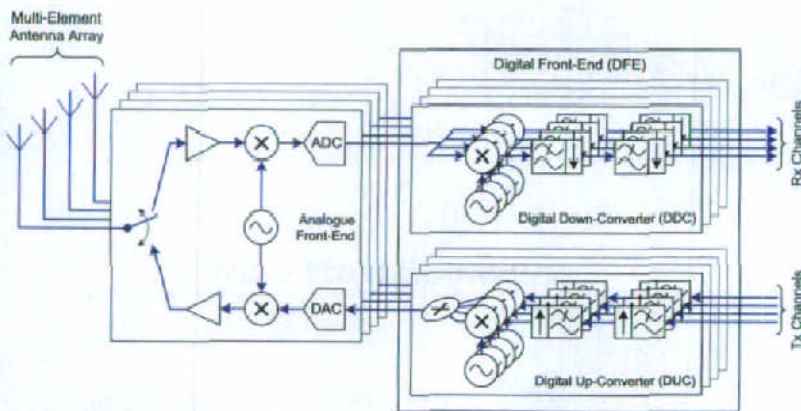 Multi-Element
Antenna Array
Digital Front-End (DFE)
ADC
Rx Channels
Analogue
Front-End
Digital Down-Converter (DDC)
DAC
Tx Channels
Digital Up-Converter (DUC)